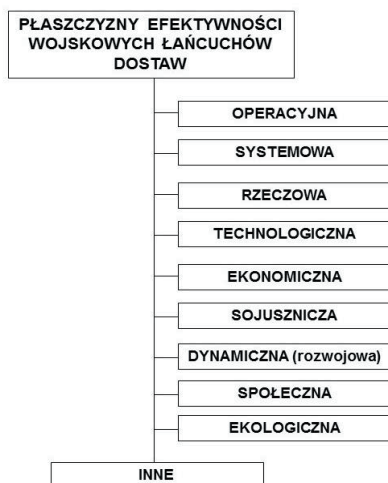 PŁASZCZYZNY EFEKTYWNOŚCI
WOJSKOWYCH ŁAŃCUCHÓW
DOSTAW
OPERACYJNA
SYSTEMOWA
RZECZOWA
TECHNOLOGICZNA
EKONOMICZNA
SOJUSZNICZA
DYNAMICZNA (rozwojowa)
SPOŁECZNA
EKOLOGICZNA
INNE